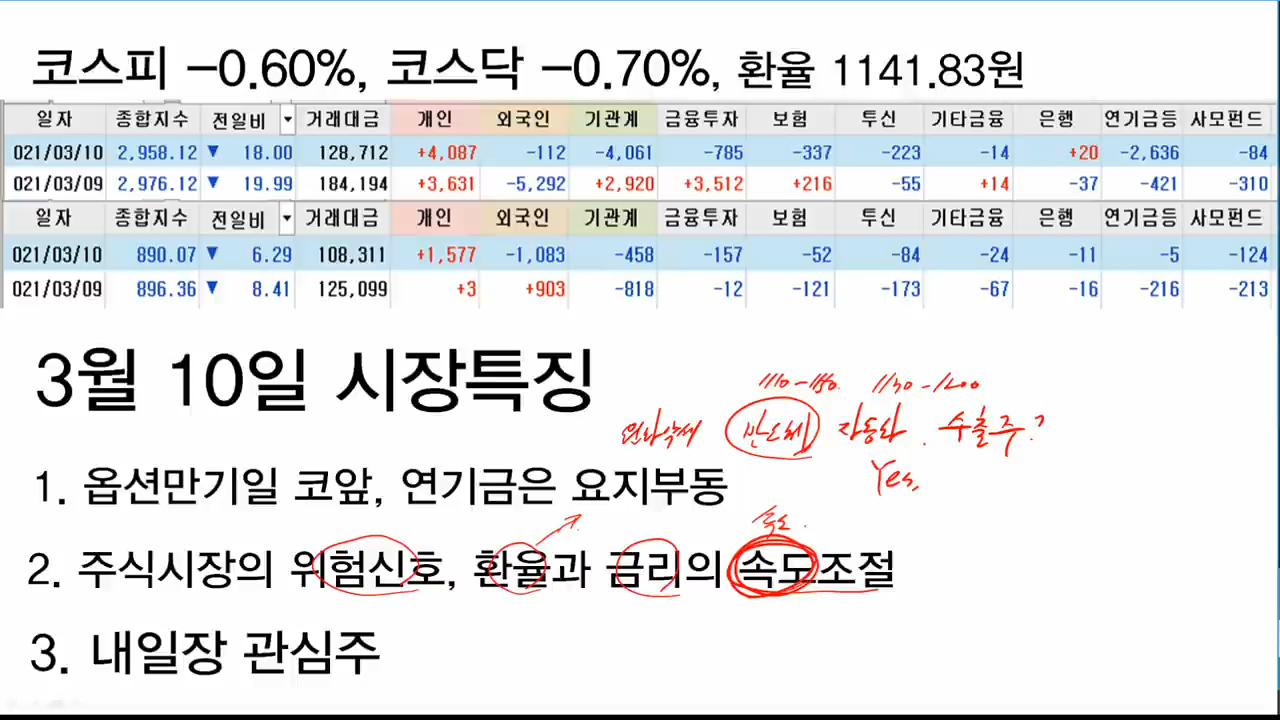 코스피 -0.60%, 코스닥 -0.70%, 환율 1141.83원
일자 종합지수 전일비 거래대금 개인 외국인 기관계 금융투자 보험 투신 기타금융 은행 연기금등 사모펀드
021/03/10 2,958.12 ▼ 18.00 128,712 +4,087 -112 -4,061 -785 -337 -223 -14 +20 -2,636 -84
021/03/09 2,976.12 ▼ 19.99 184,194 +3,631 -5,292 +2,920 +3,512 +216 -55 +14 -37 -421 -310
일자 종합지수 전일비 거래대금 개인 외국인 기관계 금융투자 보험 투신 기타금융 은행 연기금등 사모펀드
021/03/10 890.07 ▼ 6.29 108,311 +1,577 -1,083 -458 -157 -52 -84 -24 -11 -5 -124
021/03/09 896.36 ▼ 8.41 125,099 +3 +903 -818 -12 -121 -173 -67 -16 -216 -213
3월 10일 시장특징
1110-1150. 1130-1200
원화약세 반도체 자동차. 수출주?
Yes.
1. 옵션만기일 코앞, 연기금은 요지부동
속도.
2. 주식시장의 위험신호, 환율과 금리의 속도조절
3. 내일장 관심주